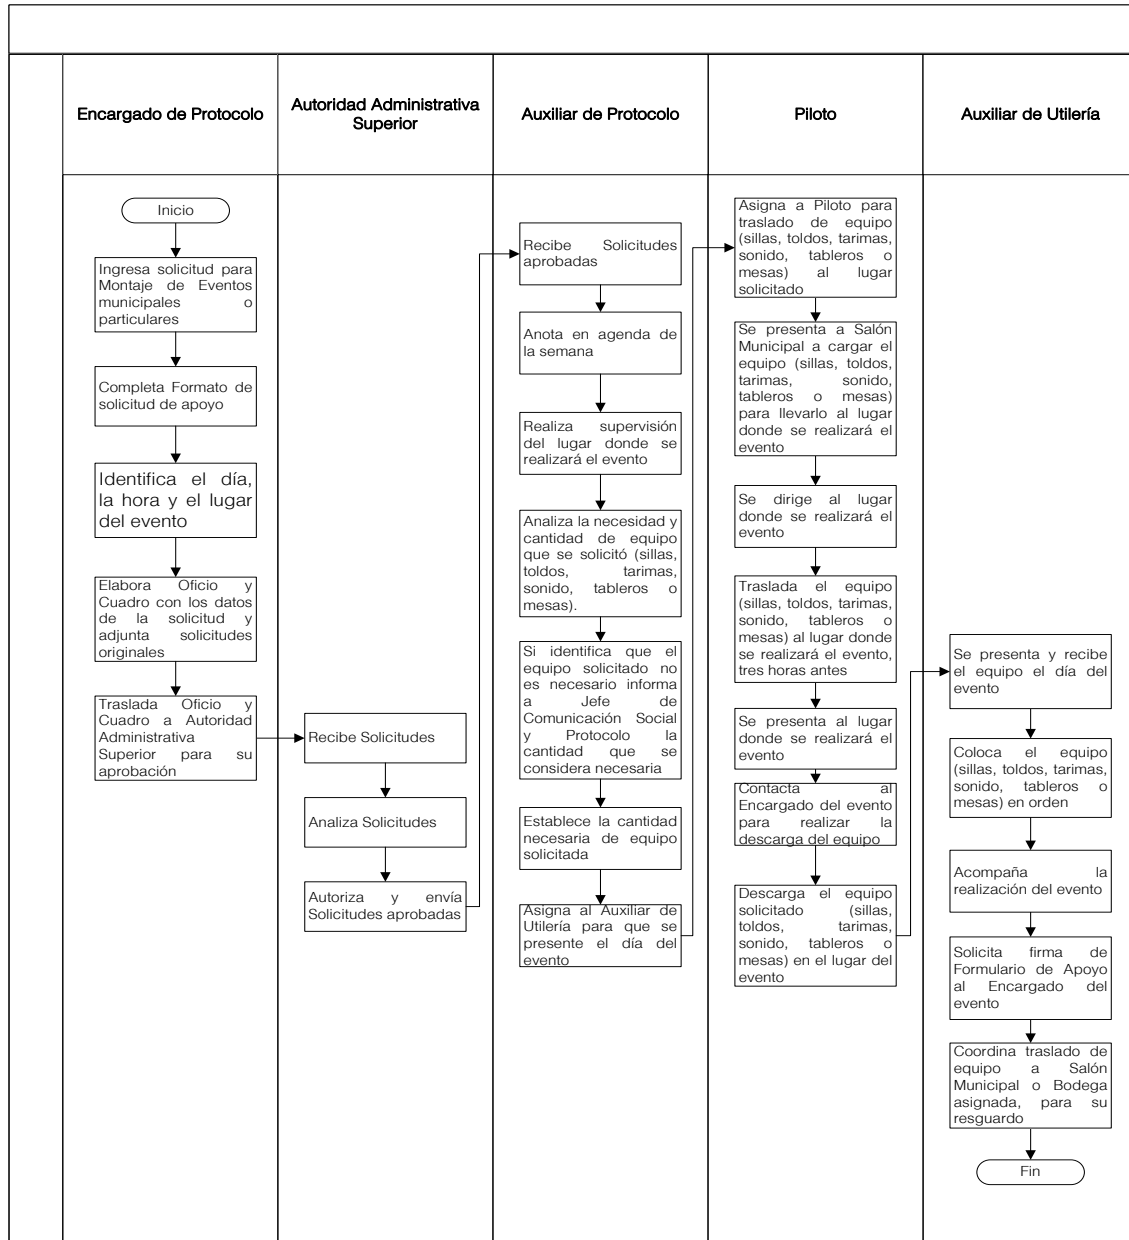 Encargado de Protocolo
Autoridad Administrativa
Superior
Auxiliar de Protocolo
Piloto
Auxiliar de Utilería
Inicio
Ingresa solicitud para
Montaje de Eventos
municipales o
particulares
Completa Formato de
solicitud de apoyo
Identifica el día,
la hora y el lugar
del evento
Elabora Oficio y
Cuadro con los datos
de la solicitud y
adjunta solicitudes
originales
Traslada Oficio y
Cuadro a Autoridad
Administrativa
Superior para su
aprobación
Recibe Solicitudes
Analiza Solicitudes
Autoriza y envía
Solicitudes aprobadas
Recibe Solicitudes
aprobadas
Anota en agenda de
la semana
Realiza supervisión
del lugar donde se
realizará el evento
Analiza la necesidad y
cantidad de equipo
que se solicitó (sillas,
toldos, tarimas,
sonido, tableros o
mesas).
Si identifica que el
equipo solicitado no
es necesario informa
a Jefe de
Comunicación Social
y Protocolo la
cantidad que se
considera necesaria
Establece la cantidad
necesaria de equipo
solicitada
Asigna al Auxiliar de
Utilería para que se
presente el día del
evento
Asigna a Piloto para
traslado de equipo
(sillas, toldos, tarimas,
sonido, tableros o
mesas) al lugar
solicitado
Se presenta a Salón
Municipal a cargar el
equipo (sillas, toldos,
tarimas, sonido,
tableros o mesas)
para llevarlo al lugar
donde se realizará el
evento
Se dirige al lugar
donde se realizará el
evento
Traslada el equipo
(sillas, toldos, tarimas,
sonido, tableros o
mesas) al lugar donde
se realizará el evento,
tres horas antes
Se presenta al lugar
donde se realizará el
evento
Contacta al
Encargado del evento
para realizar la
descarga del equipo
Descarga el equipo
solicitado (sillas,
toldos, tarimas,
sonido, tableros o
mesas) en el lugar del
evento
Se presenta y recibe
el equipo el día del
evento
Coloca el equipo
(sillas, toldos, tarimas,
sonido, tableros o
mesas) en orden
Acompaña la
realización del evento
Solicita firma de
Formulario de Apoyo
al Encargado del
evento
Coordina traslado de
equipo a Salón
Municipal o Bodega
asignada, para su
resguardo
Fin